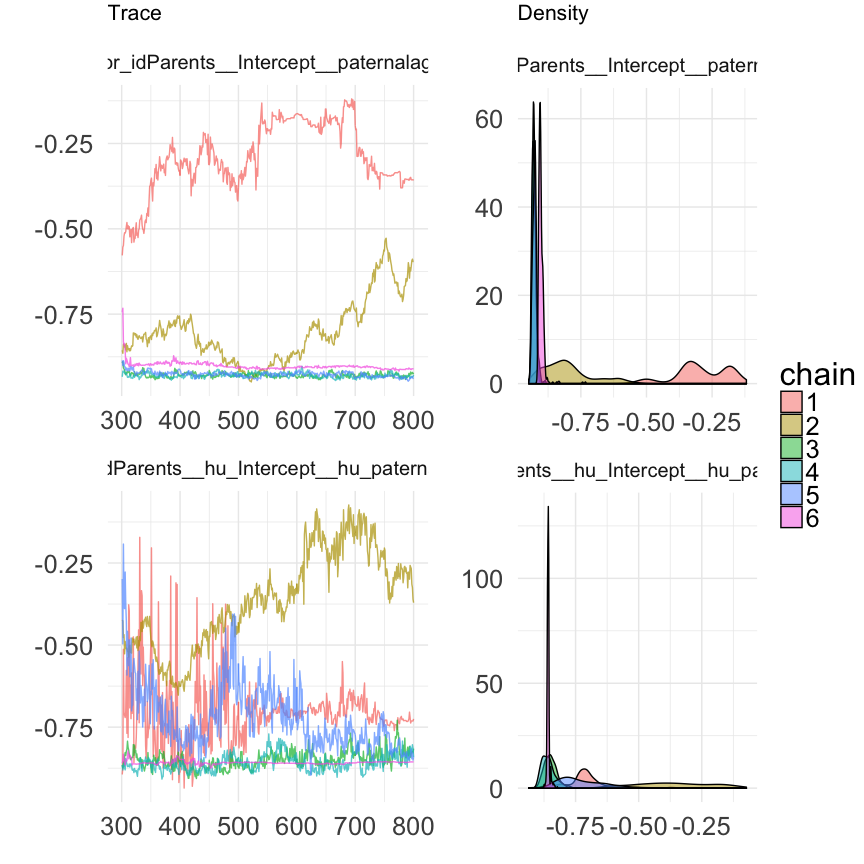 Trace
Density
or_idParents__Intercept__paternalag
Parents__Intercept__patern
-0.25
-0.50
-0.75
300 400 500 600 700 800
60
40
20
0
-0.75 -0.50 -0.25
dParents__hu_Intercept__hu_patern
ents__hu_Intercept__hu_pa
-0.25
-0.50
-0.75
300 400 500 600 700 800
100
50
0
-0.75 -0.50 -0.25
chain
1
2
3
4
5
6